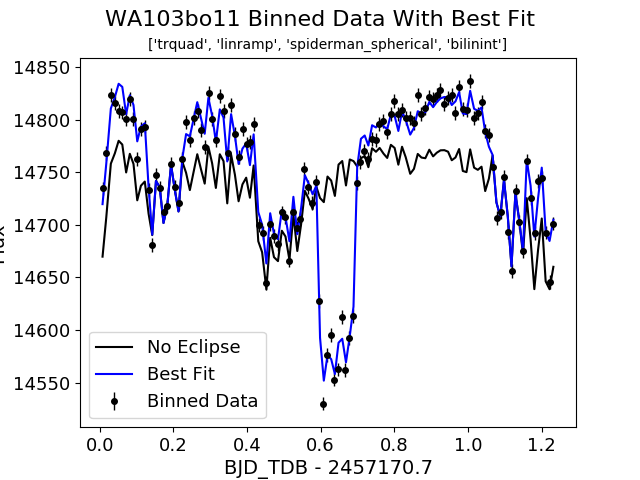 WA103bo11 Binned Data With Best Fit
['trquad', 'linramp', 'spiderman_spherical', 'bilinint']
14850
14800
14750
14700
14650
14600
14550
No Eclipse
Best Fit
Binned Data
0.0 0.2 0.4 0.6 0.8 1.0 1.2
BJD_TDB - 2457170.7